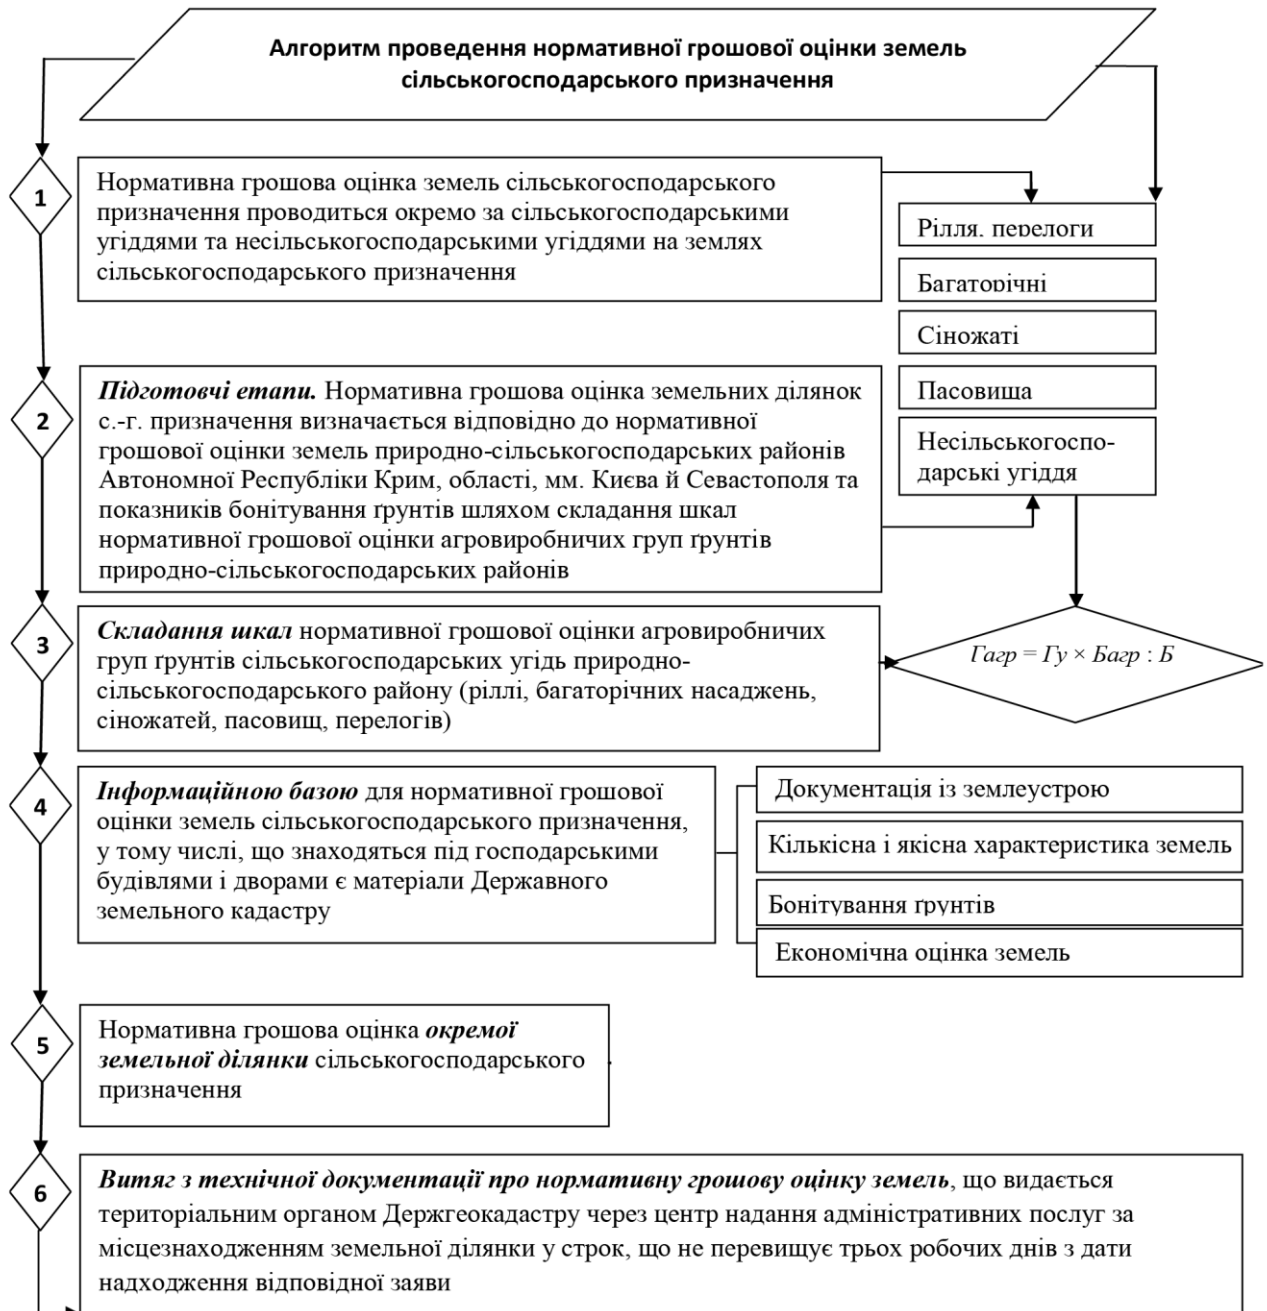 Алгоритм проведення нормативної грошової оцінки земель
сільськогосподарського призначення
1
Нормативна грошова оцінка земель сільськогосподарського
призначення проводиться окремо за сільськогосподарськими
угіддями та несільськогосподарськими угіддями на землях
сільськогосподарського призначення
Рілля, перелоги
Багаторічні
Сіножаті
Пасовища
Несільськогоспо-
дарські угіддя
2
Підготовчі етапи. Нормативна грошова оцінка земельних ділянок
с.-г. призначення визначається відповідно до нормативної
грошової оцінки земель природно-сільськогосподарських районів
Автономної Республіки Крим, області, мм. Києва й Севастополя та
показників бонітування ґрунтів шляхом складання шкал
нормативної грошової оцінки агровиробничих груп ґрунтів
природно-сільськогосподарських районів
3
Складання шкал нормативної грошової оцінки агровиробничих
груп ґрунтів сільськогосподарських угідь природно-
сільськогосподарського району (ріллі, багаторічних насаджень,
сіножатей, пасовищ, перелогів)
Гагр = Гу × Багр : Б
4
Інформаційною базою для нормативної грошової
оцінки земель сільськогосподарського призначення,
у тому числі, що знаходяться під господарськими
будівлями і дворами є матеріали Державного
земельного кадастру
Документація із землеустрою
Кількісна і якісна характеристика земель
Бонітування ґрунтів
Економічна оцінка земель
5
Нормативна грошова оцінка окремої
земельної ділянки сільськогосподарського
призначення
.
6
Витяг з технічної документації про нормативну грошову оцінку земель, що видається
територіальним органом Держгеокадастру через центр надання адміністративних послуг за
місцезнаходженням земельної ділянки у строк, що не перевищує трьох робочих днів з дати
надходження відповідної заяви